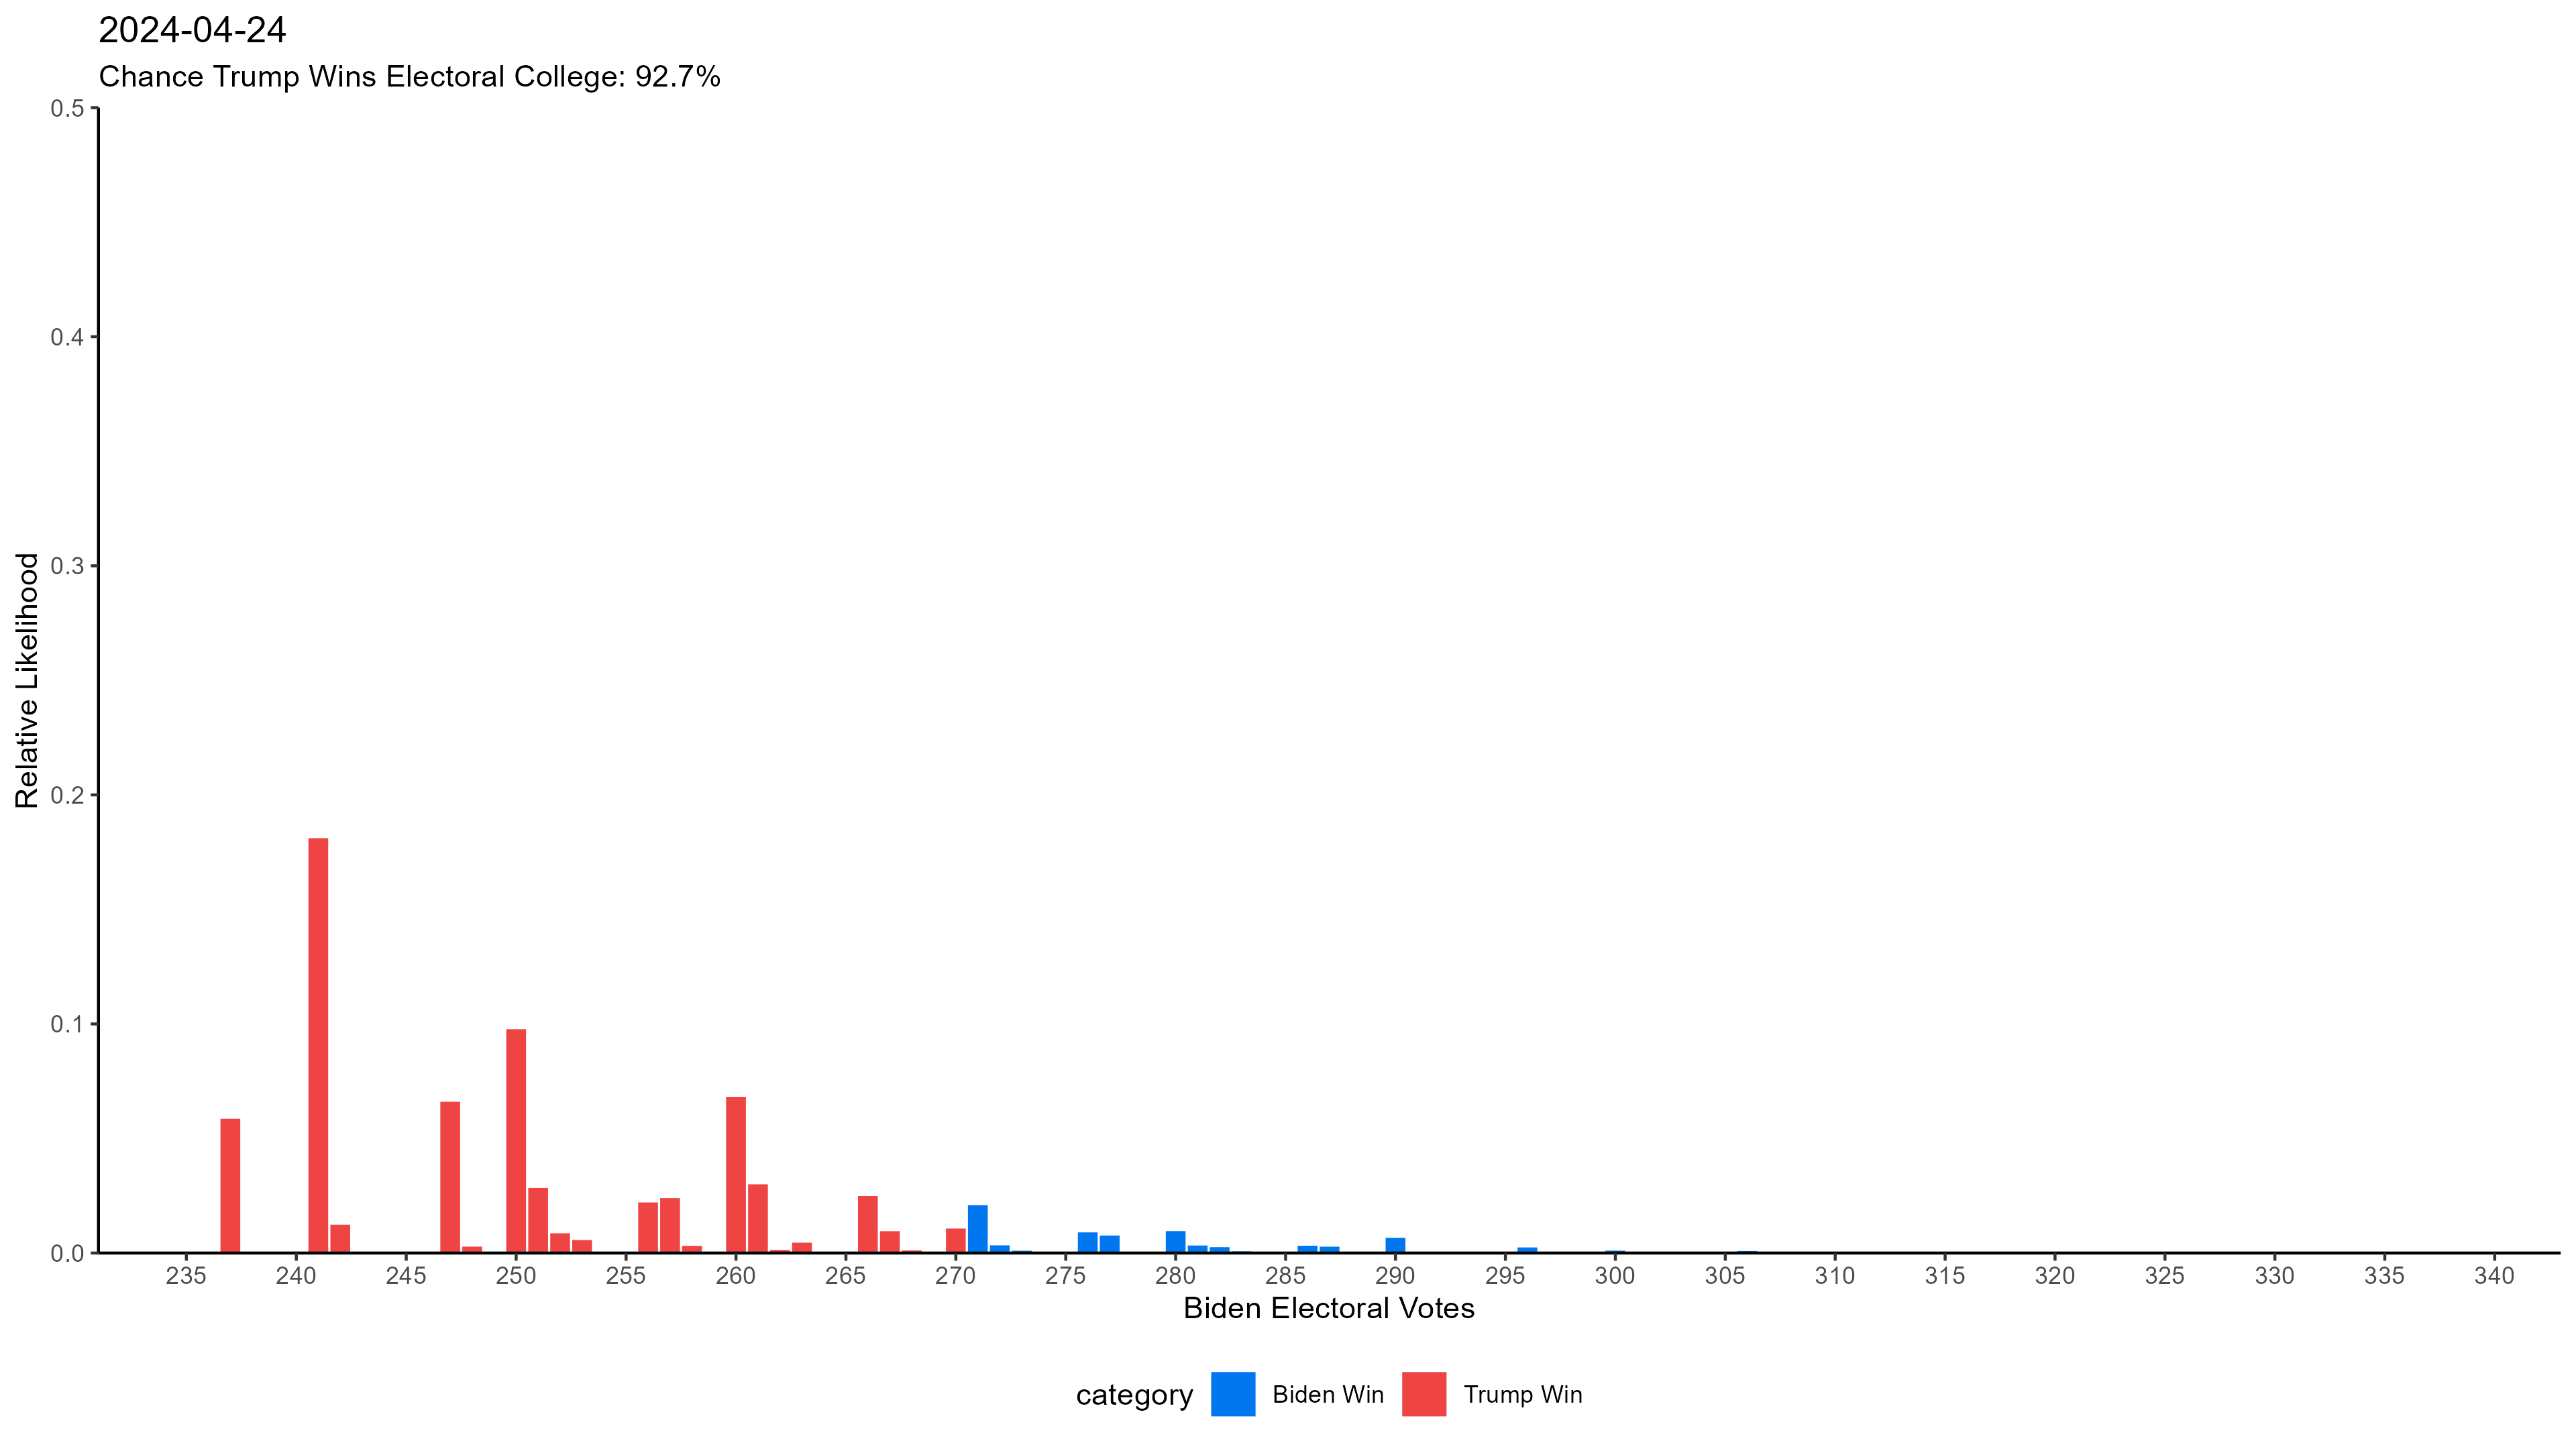 2024-04-24
Chance Trump Wins Electoral College: 92.7%
0.5
0.4
0.3
0.2
0.1
0.0
Relative Likelihood
235 240 245 250 255 260 265 270 275 280 285 290 295 300 305 310 315 320 325 330 335 340
Biden Electoral Votes
category Biden Win Trump Win